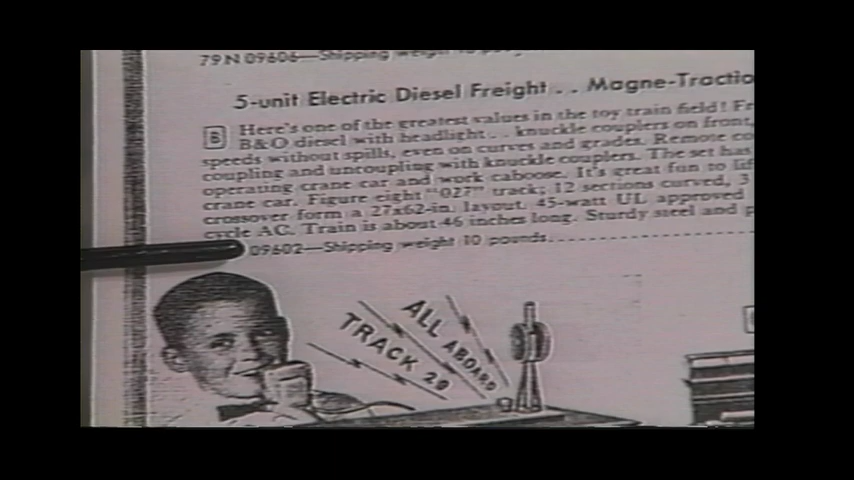 79 N 09606—Shipping weight 10
5-unit Electric Diesel Freight . . Magne-Tractio
B Here's one of the greatest values in the toy train field! Fr
B&O diesel with headlight . . knuckle couplers on front,
speeds without spills, even on curves and grades. Remote co
coupling and uncoupling with knuckle couplers. The set has
operating crane car and work caboose. It's great fun to lif
crane car. Figure eight "027" track; 12 sections curved, 3
crossover form a 27x62-in. layout. 45-watt UL approved
cycle AC. Train is about 46 inches long. Sturdy steel and p
09602—Shipping weight 10 pounds
ALL ABOARD
TRACK 29